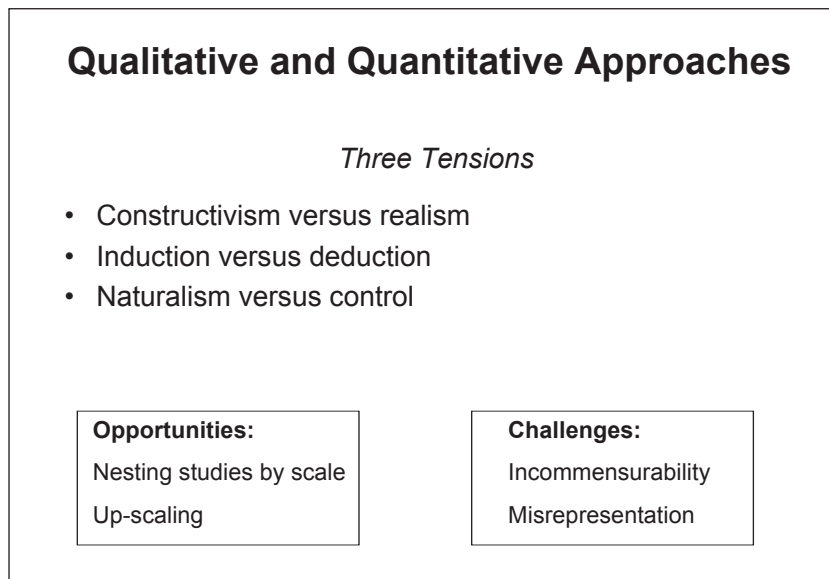 Qualitative and Quantitative Approaches
Three Tensions
• Constructivism versus realism
• Induction versus deduction
• Naturalism versus control
Opportunities:
Nesting studies by scale
Up-scaling
Challenges:
Incommensurability
Misrepresentation